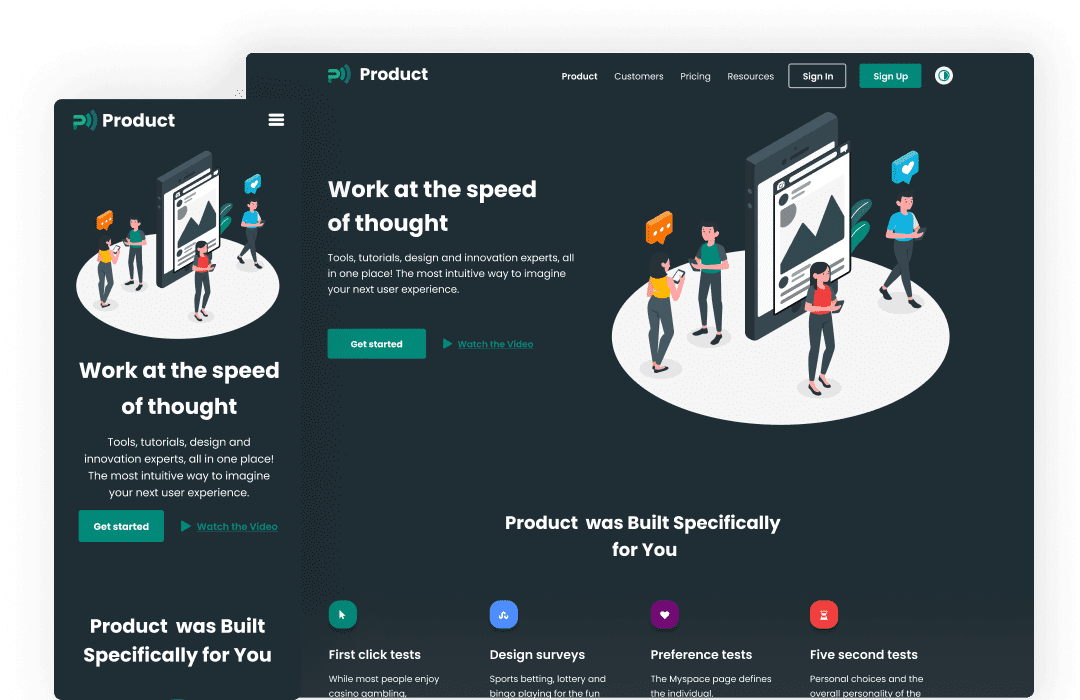 Product
Work at the speed
of thought
Tools, tutorials, design and
innovation experts, all in one place!
The most intuitive way to imagine
your next user experience.
Get started
Watch the Video
Product was Built
Specifically for You
Product
Product Customers Pricing Resources Sign In Sign Up
Work at the speed
of thought
Tools, tutorials, design and innovation experts, all
in one place! The most intuitive way to imagine
your next user experience.
Get started
Watch the Video
Product was Built Specifically
for You
First click tests
While most people enjoy
casino gambling,
Design surveys
Sports betting, lottery and
bingo playing for the fun
Preference tests
The Myspace page defines
the individual.
Five second tests
Personal choices and the
overall personality of the